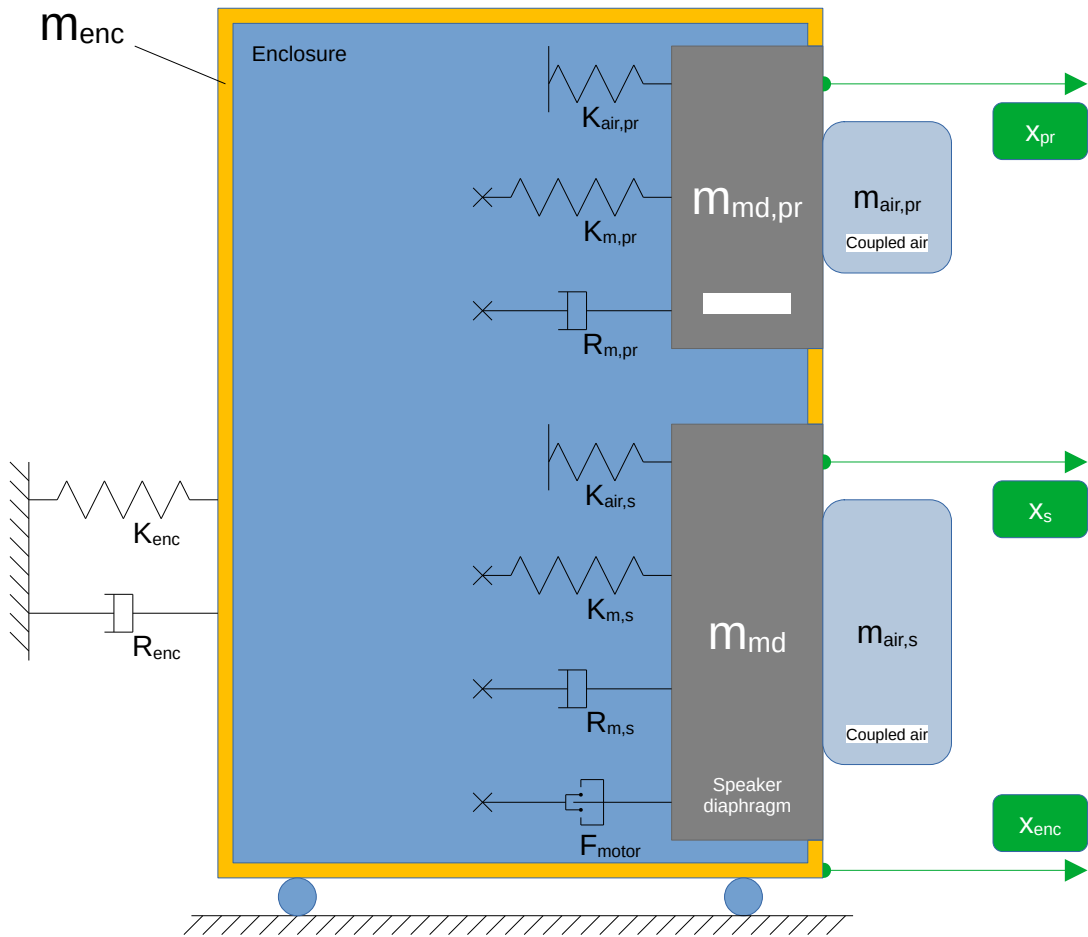 m_enc
Enclosure
K_air,pr
x_pr
m_md,pr
m_air,pr
Coupled air
K_m,pr
R_m,pr
K_air,s
x_s
K_enc
K_m,s
m_md
m_air,s
R_enc
R_m,s
Coupled air
Speaker
diaphragm
F_motor
x_enc